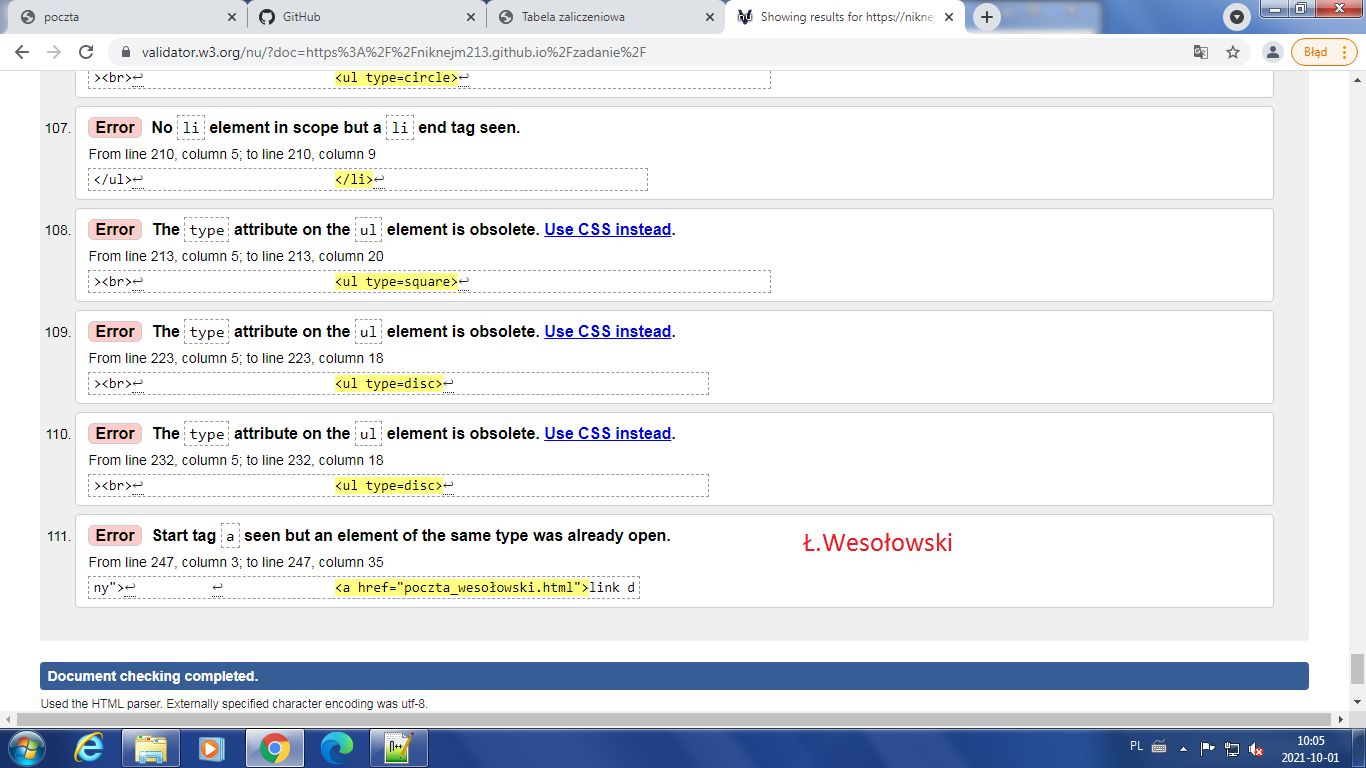 poczta
GitHub
Tabela zaliczeniowa
Showing results for https://niknej
validator.w3.org/nu/?doc=https%3A%2F%2Fniknejm213.github.io%2Fzadanie%2F
Błąd
><br>↩ <ul type=circle>↩
107. Error No li element in scope but a li end tag seen.
From line 210, column 5; to line 210, column 9
</ul>↩ </li>↩
108. Error The type attribute on the ul element is obsolete. Use CSS instead.
From line 213, column 5; to line 213, column 20
><br>↩ <ul type=square>↩
109. Error The type attribute on the ul element is obsolete. Use CSS instead.
From line 223, column 5; to line 223, column 18
><br>↩ <ul type=disc>↩
110. Error The type attribute on the ul element is obsolete. Use CSS instead.
From line 232, column 5; to line 232, column 18
><br>↩ <ul type=disc>↩
111. Error Start tag a seen but an element of the same type was already open.
Ł.Wesołowski
From line 247, column 3; to line 247, column 35
ny">↩ ↩ <a href="poczta_wesołowski.html">link d
Document checking completed.
Used the HTML parser. Externally specified character encoding was utf-8.
PL
10:05
2021-10-01